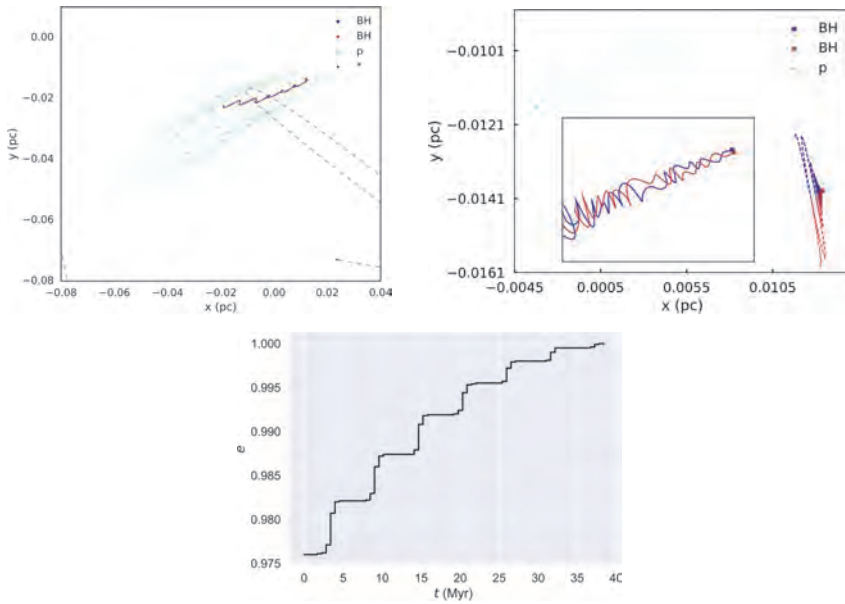 BH
BH
p
*
0.00
−0.02
−0.04
−0.06
−0.08
y (pc)
−0.08 −0.06 −0.04 −0.02 0.00 0.02 0.04
x (pc)
BH
BH
p
−0.0101
−0.0121
−0.0141
−0.0161
y (pc)
−0.0045 0.0005 0.0055 0.0105
x (pc)
1.000
0.995
0.990
0.985
0.980
0.975
e
0 5 10 15 20 25 30 35 40
t (Myr)